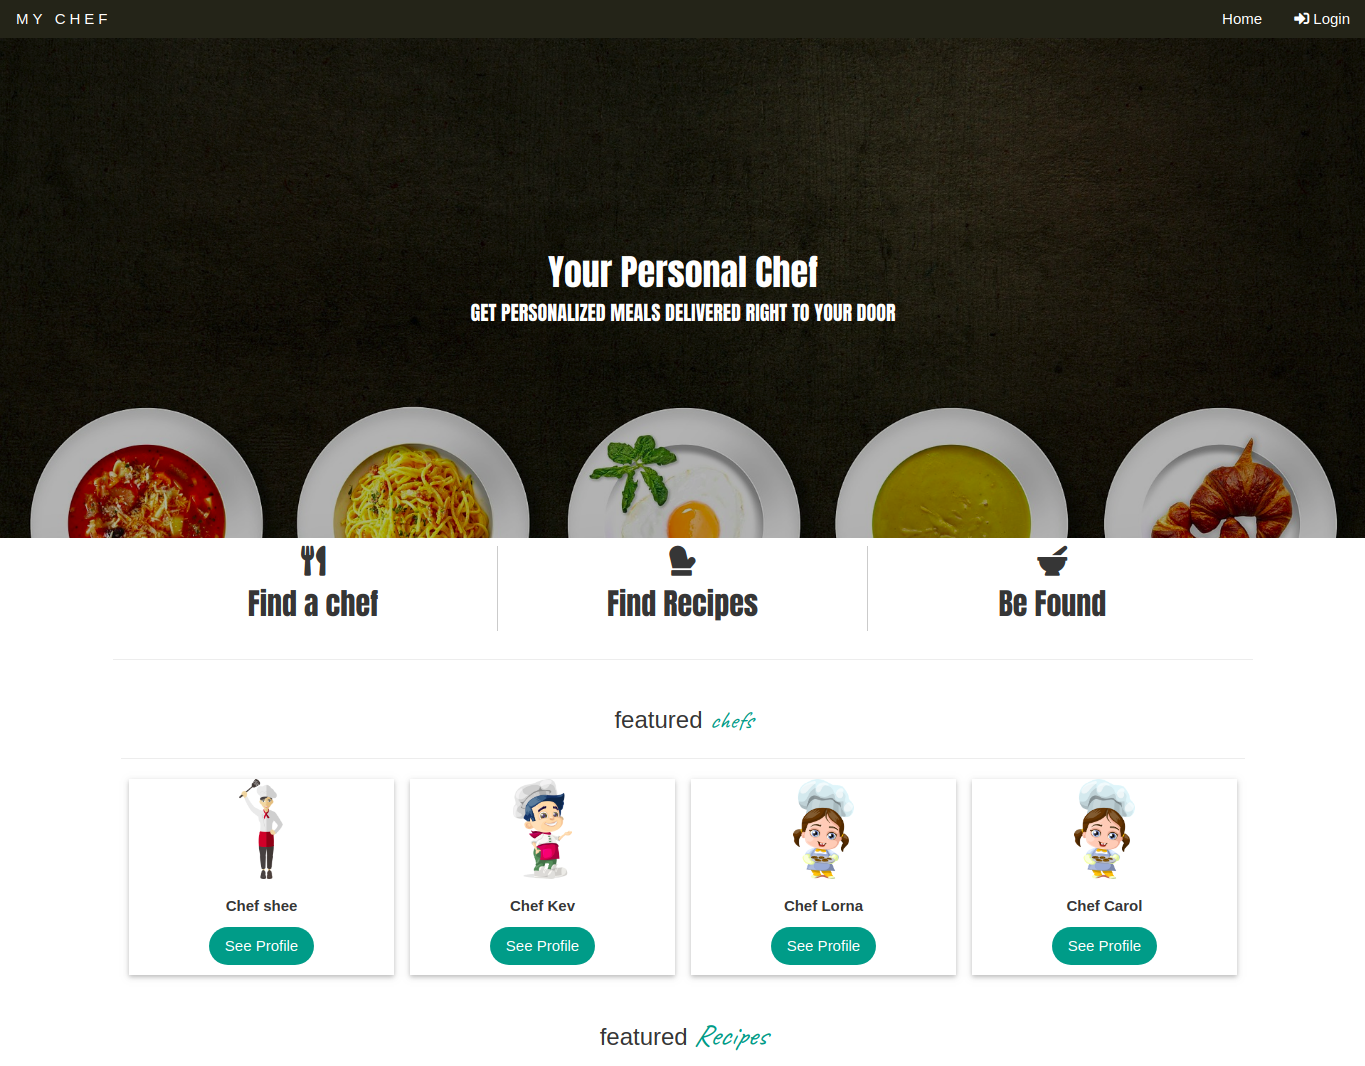 MY CHEF
Home
Login
Your Personal Chef
GET PERSONALIZED MEALS DELIVERED RIGHT TO YOUR DOOR
Find a chef
Find Recipes
Be Found
featured chefs
Chef shee
Chef Kev
Chef Lorna
Chef Carol
See Profile
See Profile
See Profile
See Profile
featured Recipes